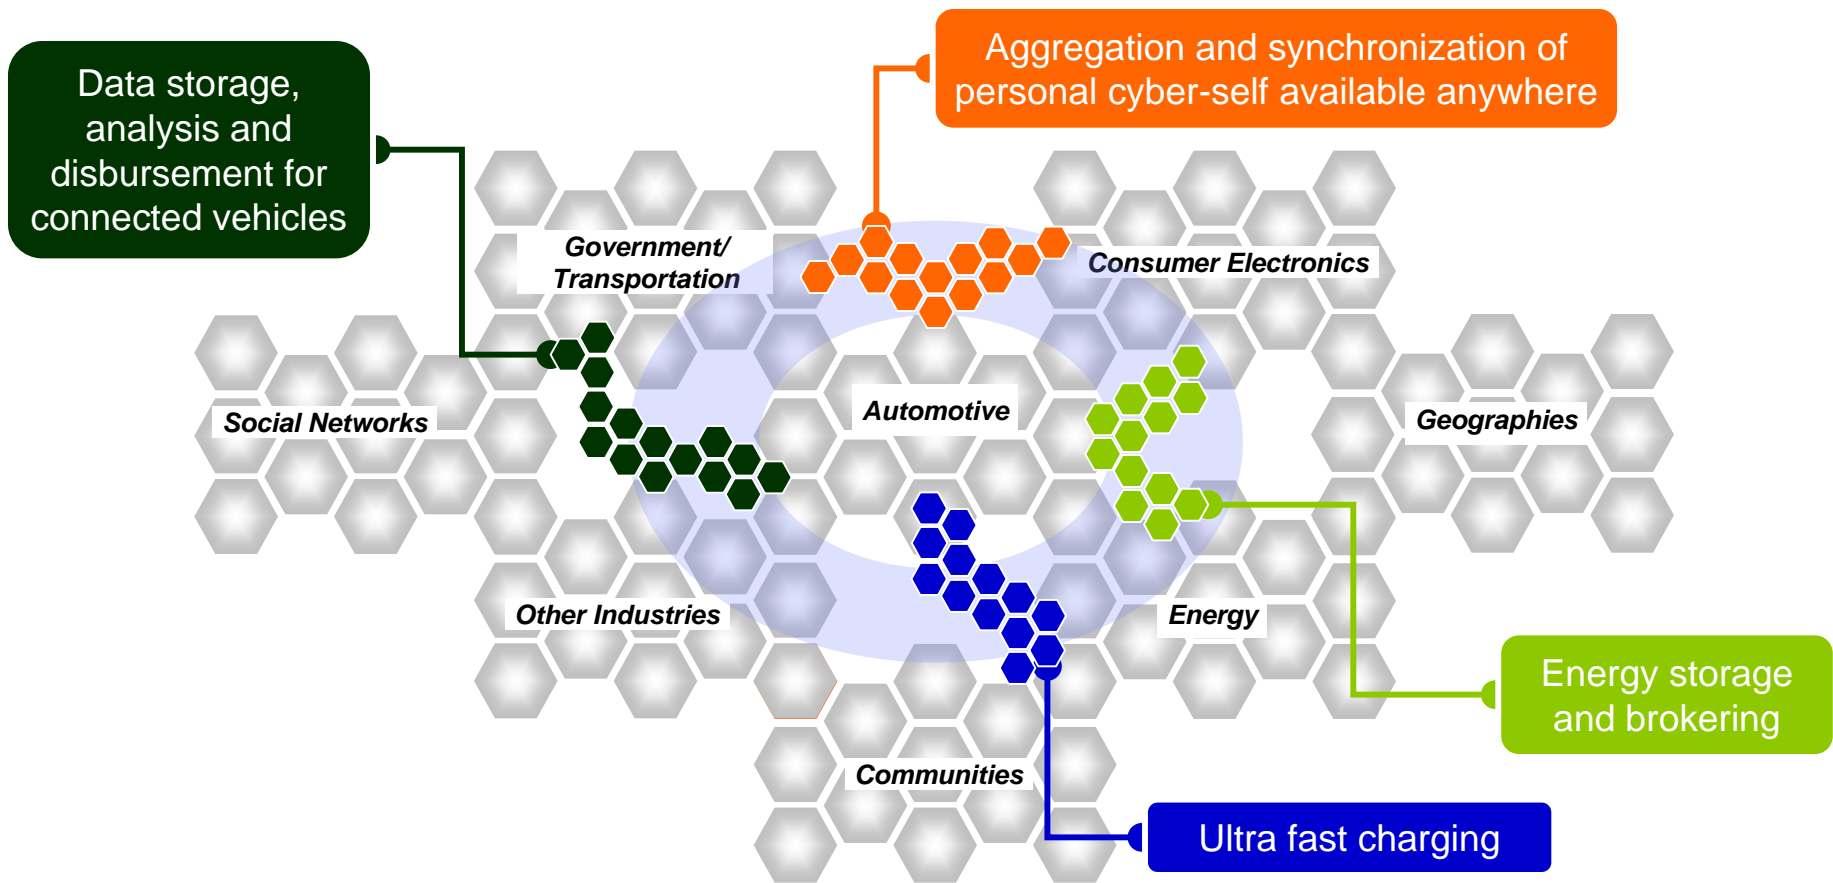 Aggregation and synchronization of
personal cyber-self available anywhere
Data storage,
analysis and
disbursement for
connected vehicles
Government/
Transportation
Consumer Electronics
Automotive
Social Networks
Geographies
Other Industries
Energy
Energy storage
and brokering
Communities
Ultra fast charging